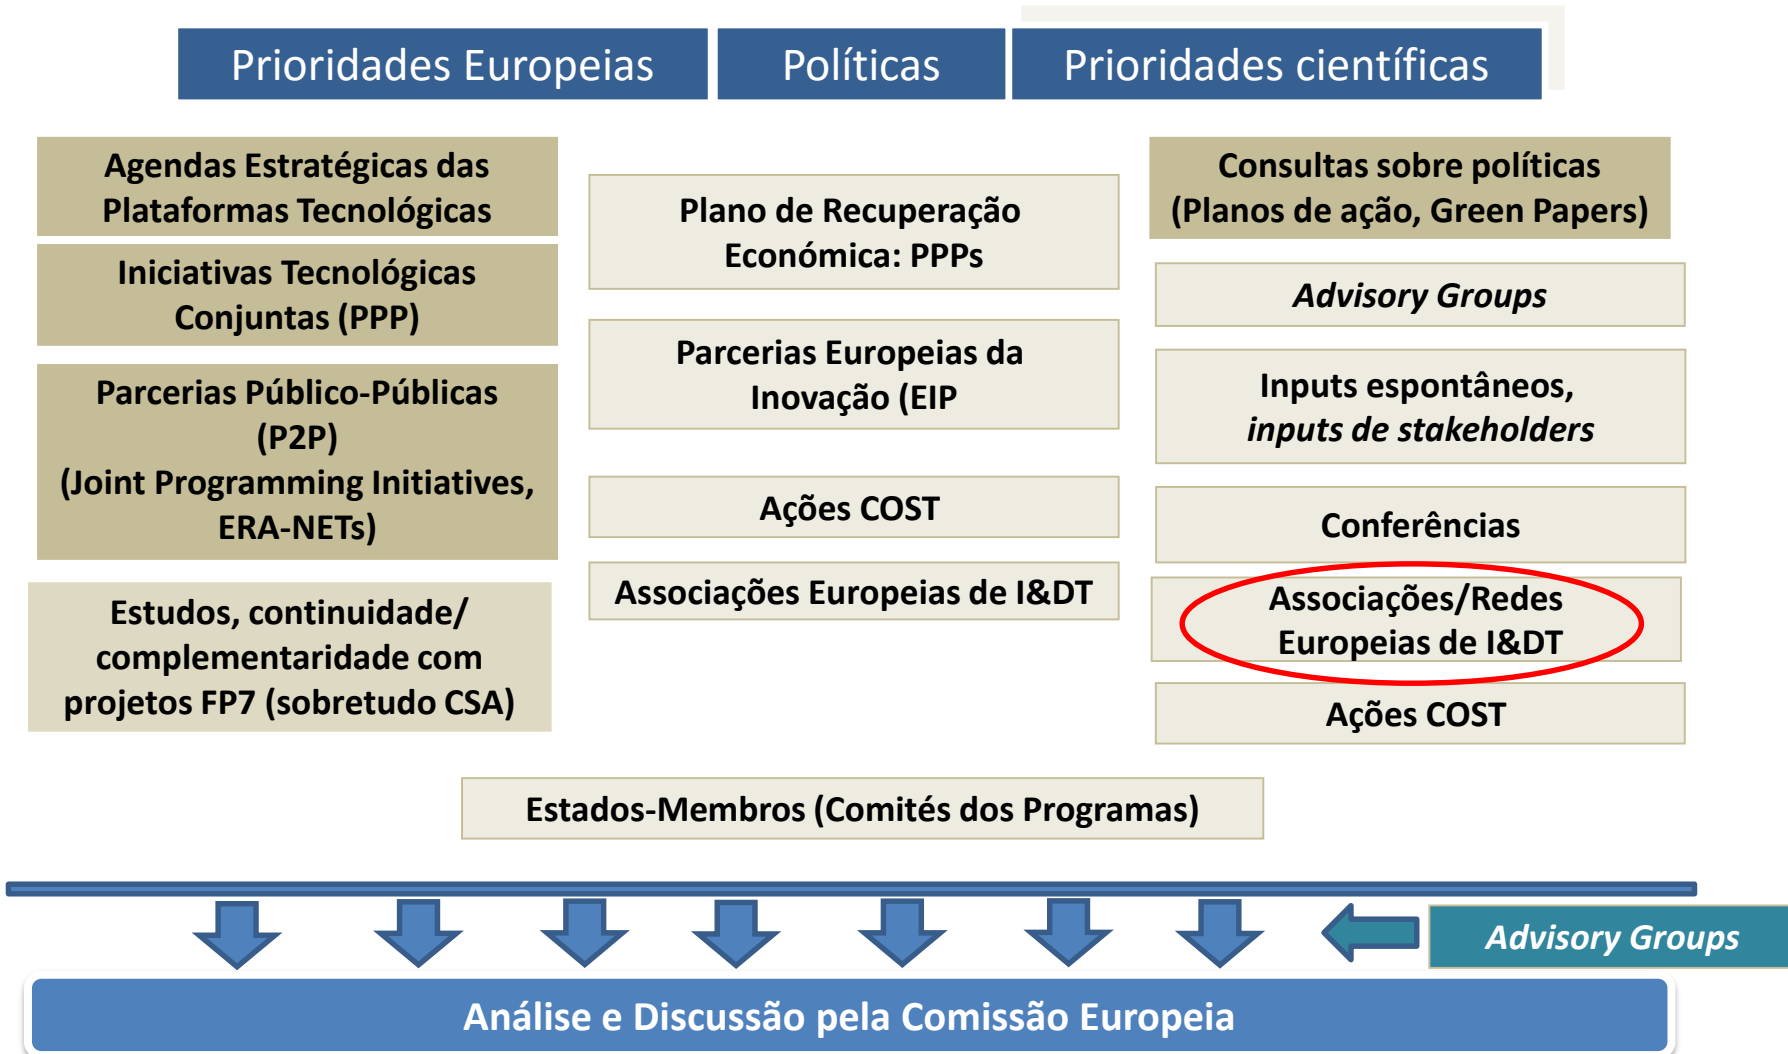 Prioridades Europeias
Políticas
Prioridades científicas
Agendas Estratégicas das
Plataformas Tecnológicas
Iniciativas Tecnológicas
Conjuntas (PPP)
Parcerias Público-Públicas
(P2P)
(Joint Programming Initiatives,
ERA-NETs)
Estudos, continuidade/
complementaridade com
projetos FP7 (sobretudo CSA)
Plano de Recuperação
Económica: PPPs
Parcerias Europeias da
Inovação (EIP
Ações COST
Associações Europeias de I&DT
Consultas sobre políticas
(Planos de ação, Green Papers)
Advisory Groups
Inputs espontâneos,
inputs de stakeholders
Conferências
Associações/Redes
Europeias de I&DT
Ações COST
Estados-Membros (Comités dos Programas)
Advisory Groups
Análise e Discussão pela Comissão Europeia